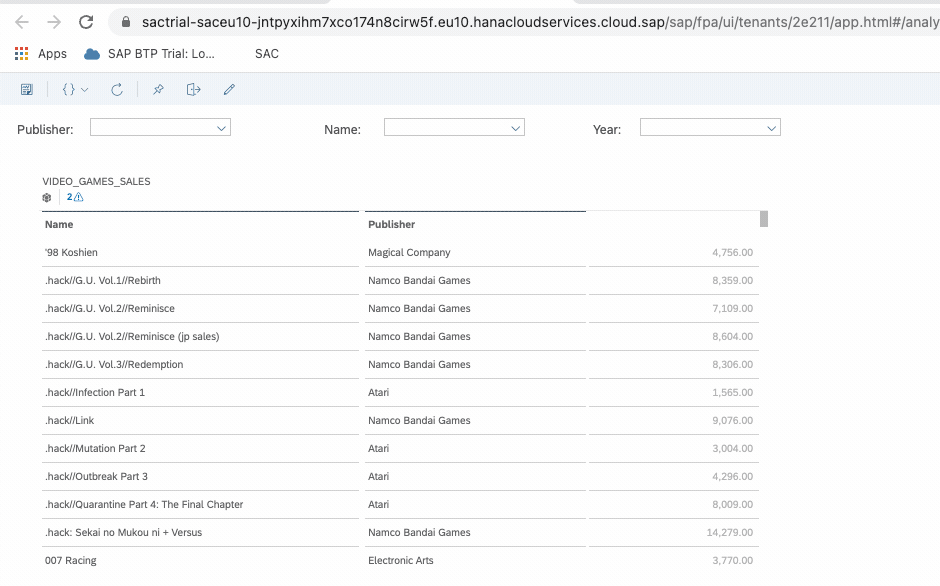 sactrial-saceu10-jntpyxihm7xco174n8cirw5f.eu10.hanacloudservices.cloud.sap/sap/fpa/ui/tenants/2e211/app.html#/analy
Apps SAP BTP Trial: Lo... SAC
{}
Publisher: Name: Year:
VIDEO_GAMES_SALES
2
Name Publisher
'98 Koshien Magical Company 4,756.00
.hack//G.U. Vol.1//Rebirth Namco Bandai Games 8,359.00
.hack//G.U. Vol.2//Reminisce Namco Bandai Games 7,109.00
.hack//G.U. Vol.2//Reminisce (jp sales) Namco Bandai Games 8,604.00
.hack//G.U. Vol.3//Redemption Namco Bandai Games 8,306.00
.hack//Infection Part 1 Atari 1,565.00
.hack//Link Namco Bandai Games 9,076.00
.hack//Mutation Part 2 Atari 3,004.00
.hack//Outbreak Part 3 Atari 4,296.00
.hack//Quarantine Part 4: The Final Chapter Atari 8,009.00
.hack: Sekai no Mukou ni + Versus Namco Bandai Games 14,279.00
007 Racing Electronic Arts 3,770.00